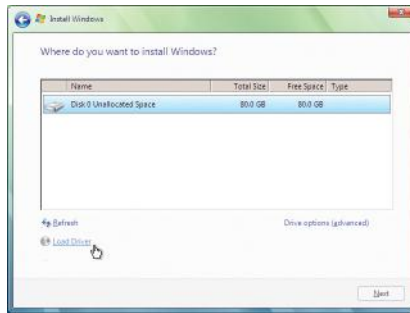 Install Windows
Where do you want to install Windows?
Name Total Size Free Space Type
Disk 0 Unallocated Space 80.0 GB 80.0 GB
Refresh Drive options (advanced)
Load Driver
Next